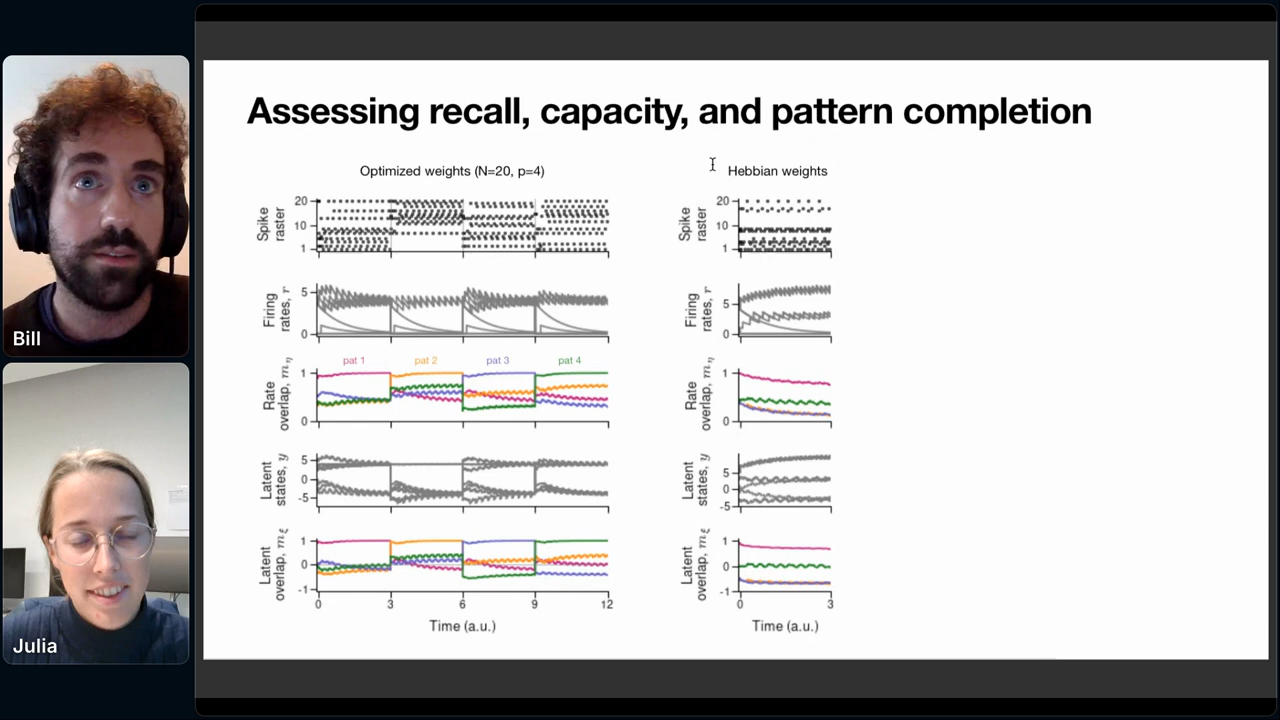 Assessing recall, capacity, and pattern completion
Optimized weights (N=20, p=4)
Spike
raster
20
10
1
Firing
rates, r
5
0
pat 1 pat 2 pat 3 pat 4
Rate
overlap, m η
1
0
Latent
states, y
5
0
-5
Latent
overlap, m ξ
1
0
-1
0 3 6 9 12
Time (a.u.)
Hebbian weights
Spike
raster
20
10
1
Firing
rates, r
5
0
Rate
overlap, m η
1
0
Latent
states, y
5
0
-5
Latent
overlap, m ξ
1
0
-1
0 3
Time (a.u.)
Bill
Julia